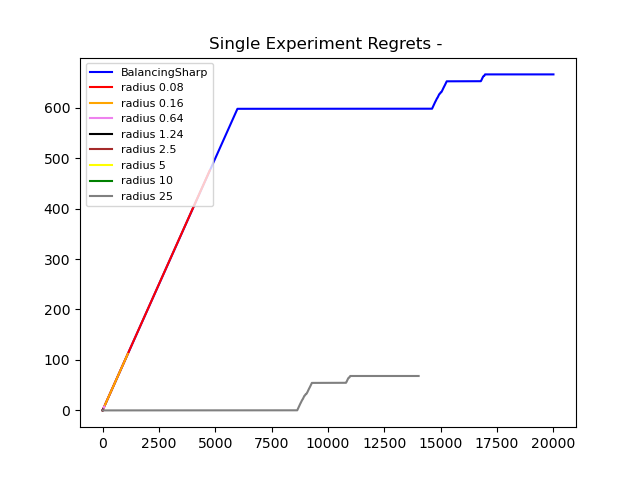 Single Experiment Regrets -
BalancingSharp
radius 0.08
radius 0.16
radius 0.64
radius 1.24
radius 2.5
radius 5
radius 10
radius 25
600
500
400
300
200
100
0
0 2500 5000 7500 10000 12500 15000 17500 20000